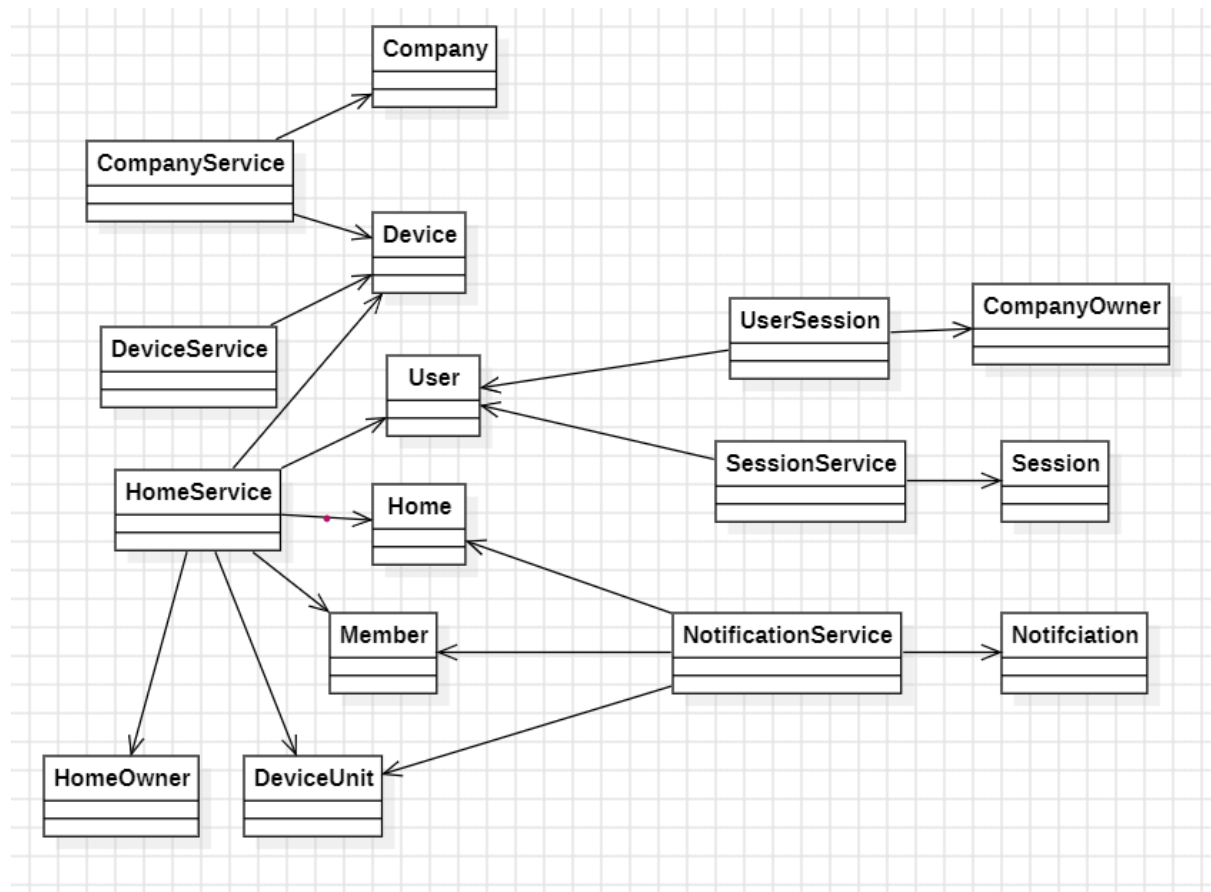 Company
CompanyService
Device
CompanyOwner
UserSession
DeviceService
User
SessionService
Session
HomeService
Home
Member
NotificationService
Notifciation
HomeOwner
DeviceUnit